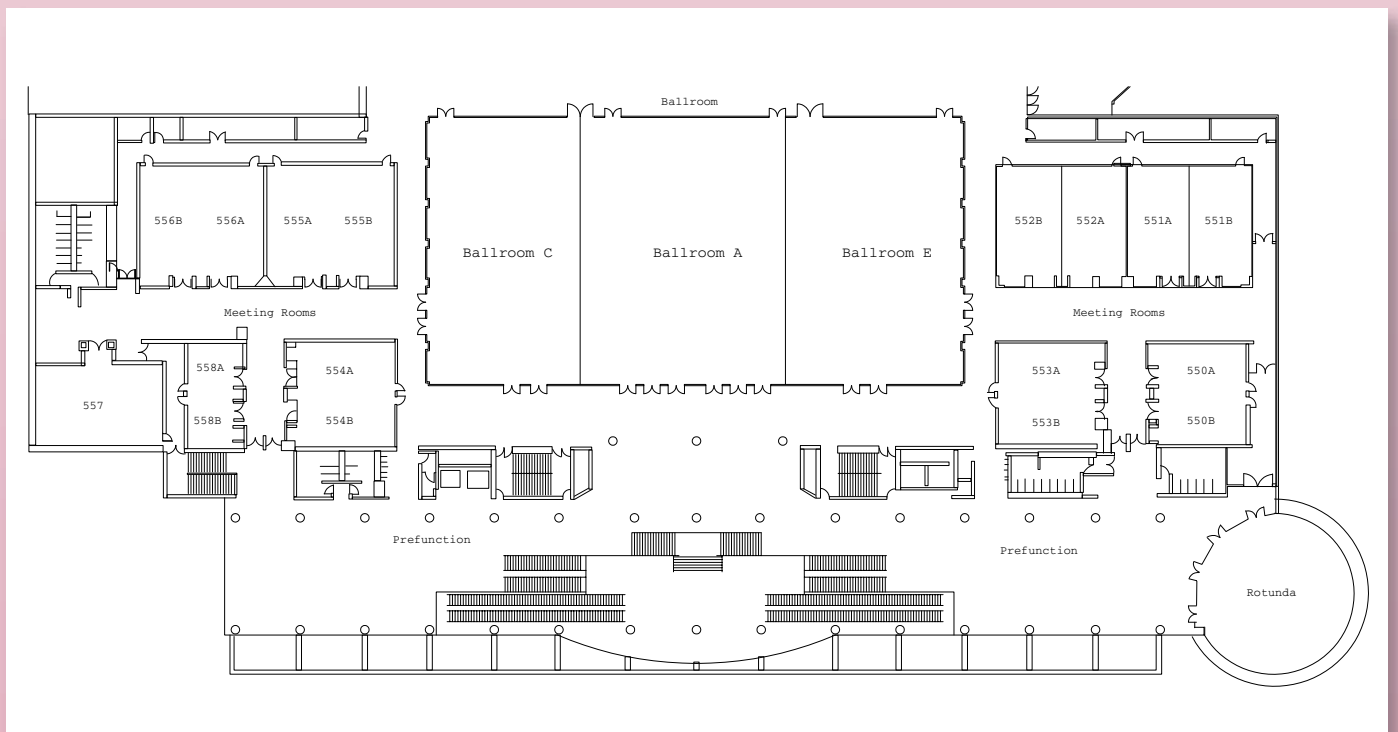 Ballroom
556B 556A 555A 555B
552B 552A 551A 551B
Ballroom C Ballroom A Ballroom E
Meeting Rooms
Meeting Rooms
558A
554A
553A
550A
557
558B
554B
553B
550B
Prefunction
Prefunction
Rotunda